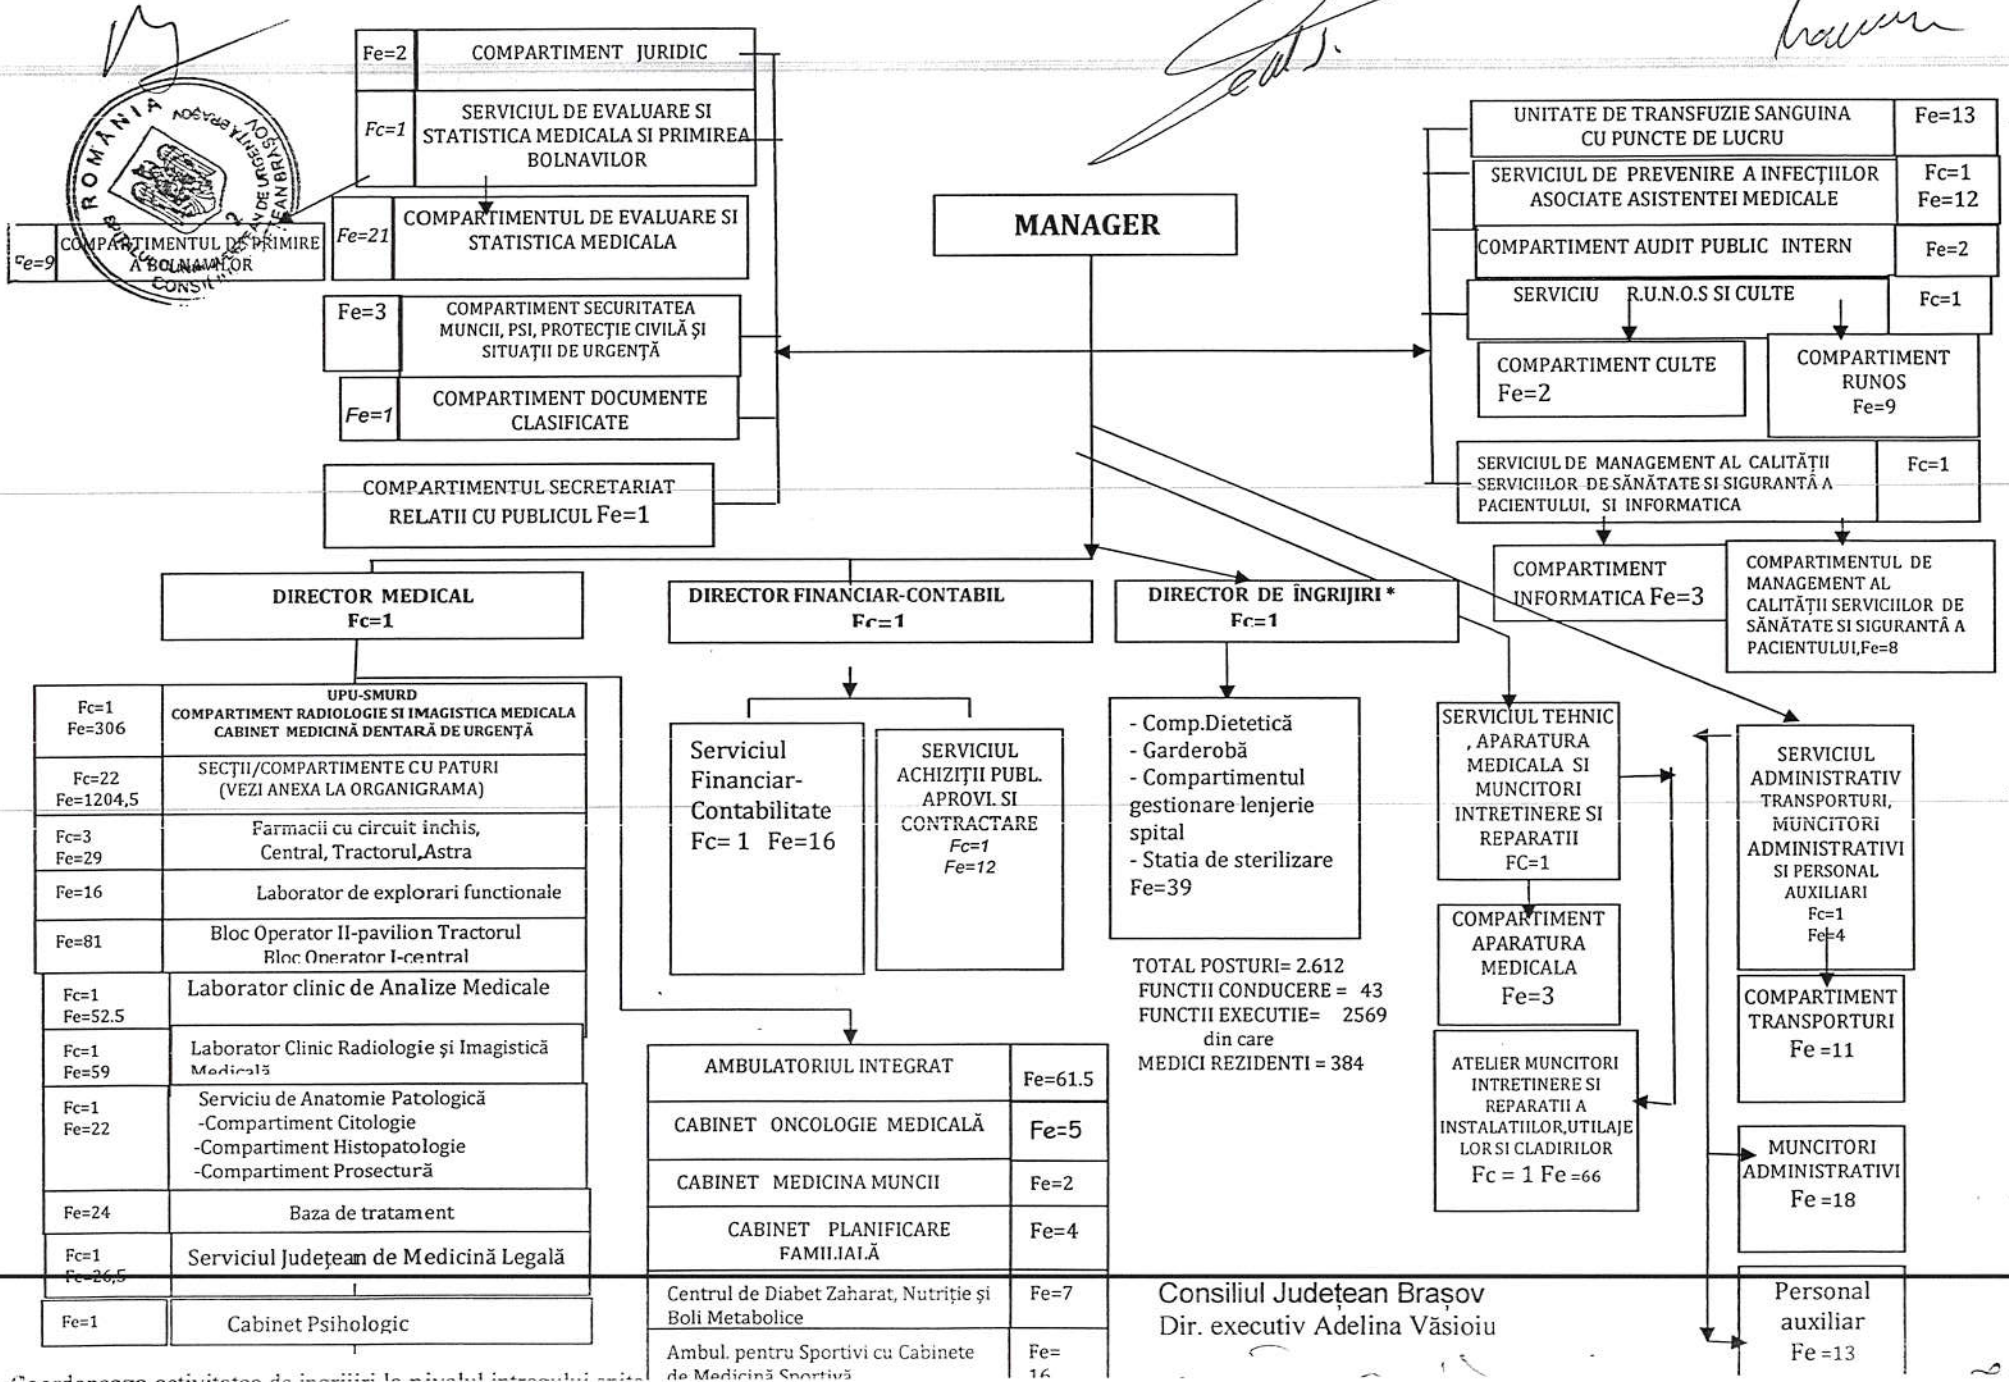 Fe=2
COMPARTIMENT JURIDIC
Fc=1
SERVICIUL DE EVALUARE SI
STATISTICA MEDICALA SI PRIMIREA
BOLNAVILOR
ROMÂNIA
Fe=21
COMPARTIMENTUL DE EVALUARE SI
STATISTICA MEDICALA
Fe=9
COMPARTIMENTUL DE PRIMIRE
A BOLNAVILOR
Fe=3
COMPARTIMENT SECURITATEA
MUNCII, PSI, PROTECȚIE CIVILĂ ȘI
SITUAȚII DE URGENȚĂ
Fe=1
COMPARTIMENT DOCUMENTE
CLASIFICATE
COMPARTIMENTUL SECRETARIAT
RELATII CU PUBLICUL Fe=1
MANAGER
UNITATE DE TRANSFUZIE SANGUINA
CU PUNCTE DE LUCRU
Fe=13
SERVICIUL DE PREVENIRE A INFECȚIILOR
ASOCIATE ASISTENTEI MEDICALE
Fc=1
Fe=12
COMPARTIMENT AUDIT PUBLIC INTERN
Fe=2
SERVICIU R.U.N.O.S SI CULTE
Fc=1
COMPARTIMENT CULTE
Fe=2
COMPARTIMENT
RUNOS
Fe=9
SERVICIUL DE MANAGEMENT AL CALITĂȚII
SERVICIILOR DE SĂNĂTATE SI SIGURANTĂ A
PACIENTULUI, SI INFORMATICA
Fc=1
COMPARTIMENT
INFORMATICA Fe=3
COMPARTIMENTUL DE
MANAGEMENT AL
CALITĂȚII SERVICIILOR DE
SĂNĂTATE SI SIGURANTĂ A
PACIENTULUI,Fe=8
DIRECTOR MEDICAL
Fc=1
DIRECTOR FINANCIAR-CONTABIL
Fc=1
DIRECTOR DE ÎNGRIJIRI *
Fc=1
Fc=1
Fe=306
UPU-SMURD
COMPARTIMENT RADIOLOGIE SI IMAGISTICA MEDICALA
CABINET MEDICINĂ DENTARĂ DE URGENȚĂ
Fc=22
Fe=1204,5
SECȚII/COMPARTIMENTE CU PATURI
(VEZI ANEXA LA ORGANIGRAMA)
Fc=3
Fe=29
Farmacii cu circuit inchis,
Central, Tractorul,Astra
Fe=16
Laborator de explorari functionale
Fe=81
Bloc Operator II-pavilion Tractorul
Bloc Operator I-central
Fc=1
Fe=52.5
Laborator clinic de Analize Medicale
Fc=1
Fe=59
Laborator Clinic Radiologie și Imagistică
Medicală
Fc=1
Fe=22
Serviciu de Anatomie Patologică
-Compartiment Citologie
-Compartiment Histopatologie
-Compartiment Prosectură
Fe=24
Baza de tratament
Fc=1
Fe=26,5
Serviciul Județean de Medicină Legală
Fe=1
Cabinet Psihologic
Serviciul
Financiar-
Contabilitate
Fc= 1 Fe=16
SERVICIUL
ACHIZIȚII PUBL.
APROVI. SI
CONTRACTARE
Fc=1
Fe=12
AMBULATORIUL INTEGRAT
Fe=61.5
CABINET ONCOLOGIE MEDICALĂ
Fe=5
CABINET MEDICINA MUNCII
Fe=2
CABINET PLANIFICARE
FAMILIALĂ
Fe=4
Centrul de Diabet Zaharat, Nutriție și
Boli Metabolice
Fe=7
Ambul. pentru Sportivi cu Cabinete
de Medicină Sportivă
Fe=
16
- Comp.Dietetică
- Garderobă
- Compartimentul
gestionare lenjerie
spital
- Statia de sterilizare
Fe=39
TOTAL POSTURI= 2.612
FUNCTII CONDUCERE = 43
FUNCTII EXECUTIE= 2569
din care
MEDICI REZIDENTI = 384
SERVICIUL TEHNIC
, APARATURA
MEDICALA SI
MUNCITORI
INTRETINERE SI
REPARATII
FC=1
COMPARTIMENT
APARATURA
MEDICALA
Fe=3
ATELIER MUNCITORI
INTRETINERE SI
REPARATII A
INSTALATIILOR,UTILAJE
LOR SI CLADIRILOR
Fc = 1 Fe =66
SERVICIUL
ADMINISTRATIV
TRANSPORTURI,
MUNCITORI
ADMINISTRATIVI
SI PERSONAL
AUXILIARI
Fc=1
Fe=4
COMPARTIMENT
TRANSPORTURI
Fe =11
MUNCITORI
ADMINISTRATIVI
Fe =18
Personal
auxiliar
Fe =13
Consiliul Județean Brașov
Dir. executiv Adelina Văsioiu